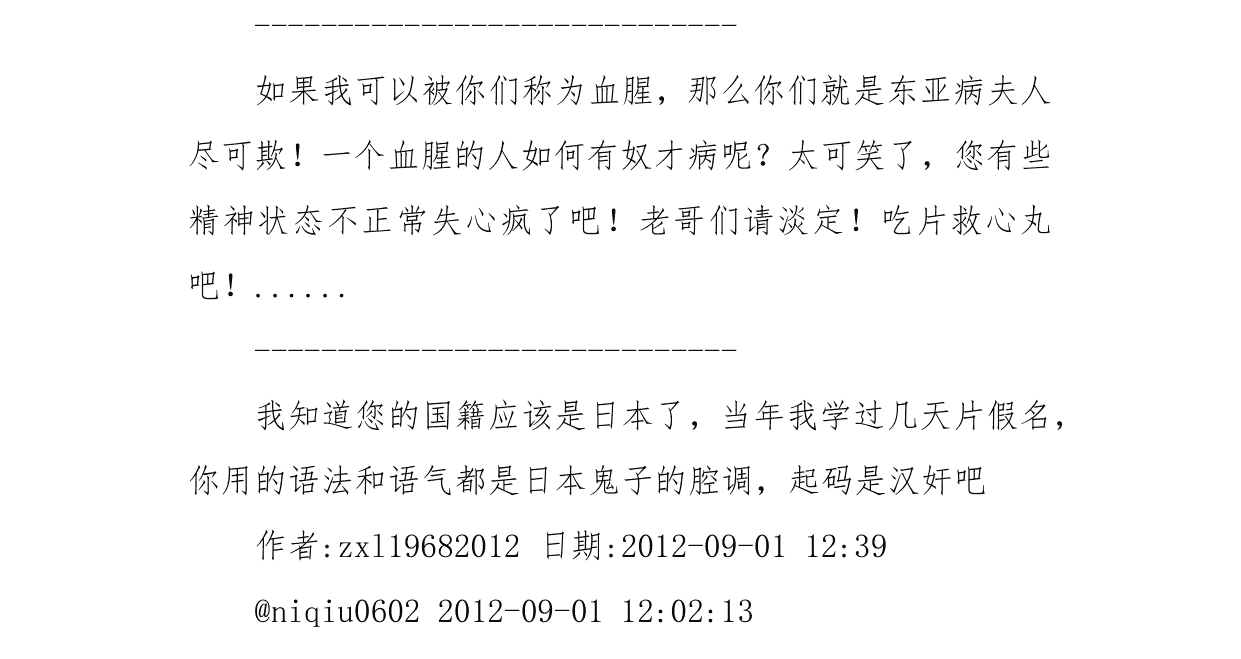 -----------------------------
如果我可以被你们称为血腥，那么你们就是东亚病夫人
尽可欺！一个血腥的人如何有奴才病呢？太可笑了，您有些
精神状态不正常失心疯了吧！老哥们请淡定！吃片救心丸
吧！......
-----------------------------
我知道您的国籍应该是日本了，当年我学过几天片假名，
你用的语法和语气都是日本鬼子的腔调，起码是汉奸吧
作者:zxl19682012 日期:2012-09-01 12:39
@niqiu0602 2012-09-01 12:02:13